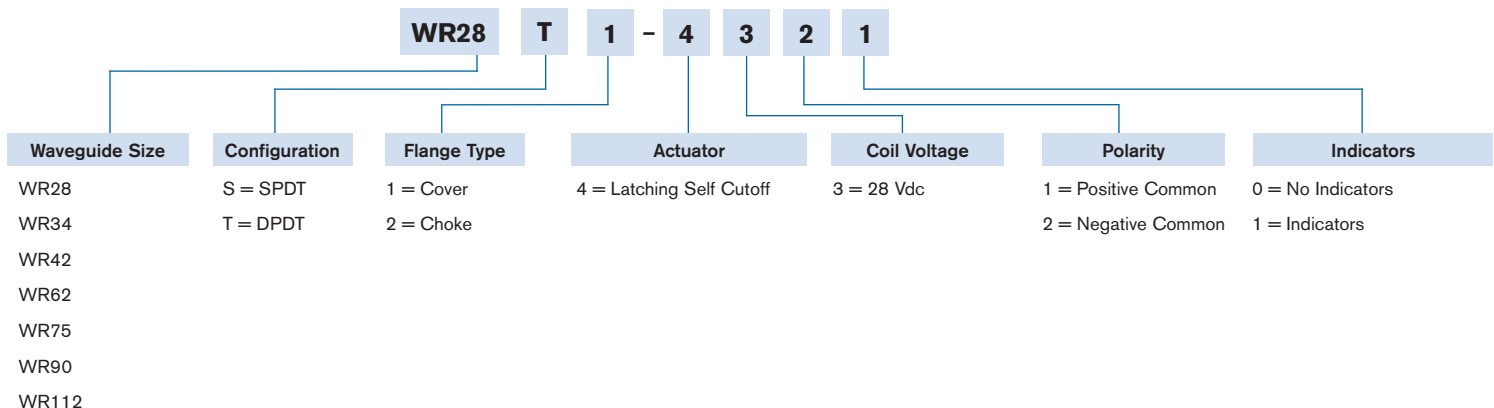 WR28 T 1 – 4 3 2 1
Waveguide Size Configuration Flange Type Actuator Coil Voltage Polarity Indicators
WR28 S = SPDT 1 = Cover 4 = Latching Self Cutoff 3 = 28 Vdc 1 = Positive Common 0 = No Indicators
WR34 T = DPDT 2 = Choke 2 = Negative Common 1 = Indicators
WR42
WR62
WR75
WR90
WR112